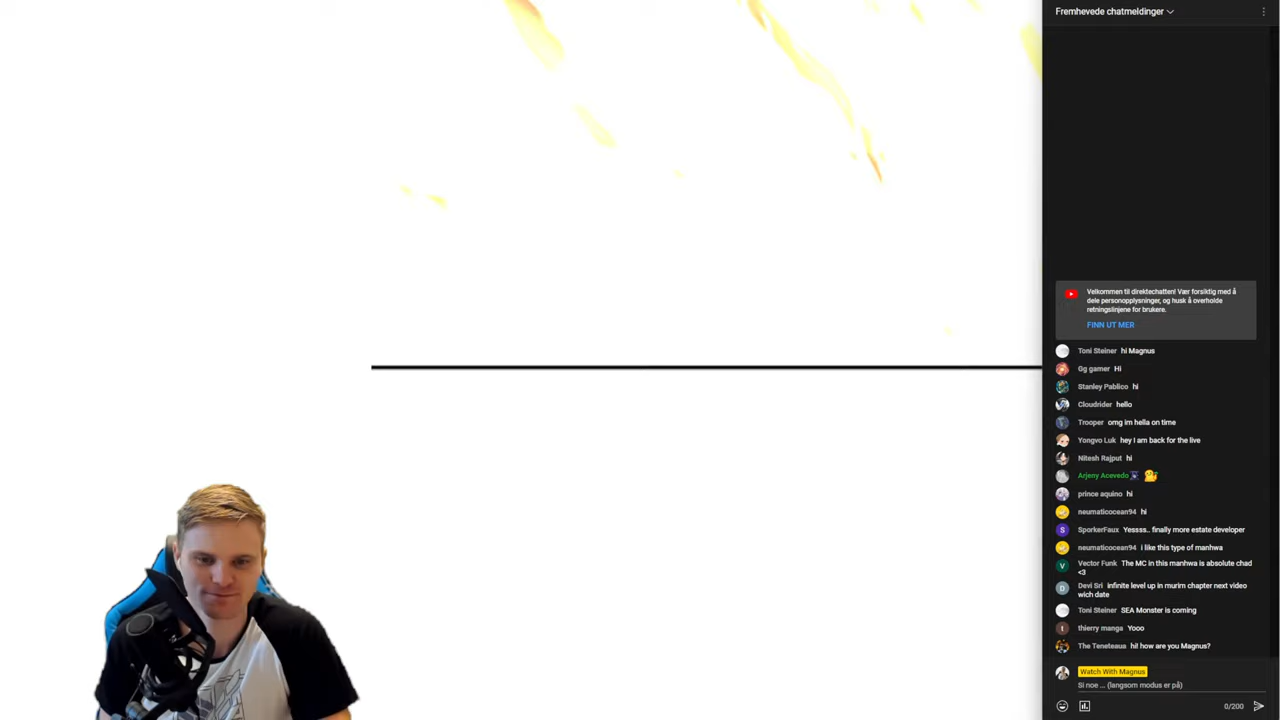 Fremhevede chatmeldinger
Velkommen til direktechatten! Vær forsiktig med å
dele personopplysninger, og husk å overholde
retningslinjene for brukere.
FINN UT MER
Toni Steiner hi Magnus
Gg gamer Hi
Stanley Pablico hi
Cloudrider hello
Trooper omg im hella on time
Yongvo Luk hey I am back for the live
Nitesh Rajput hi
Arjeny Acevedo
prince aquino hi
neumaticocean94 hi
S SporkerFaux Yessss.. finally more estate developer
neumaticocean94 i like this type of manhwa
V Vector Funk The MC in this manhwa is absolute chad
<3
D Devi Sri infinite level up in murim chapter next video
wich date
Toni Steiner SEA Monster is coming
t thierry manga Yooo
The Teneteaus hi! how are you Magnus?
Watch With Magnus
Si noe ... (langsom modus er på)
0/200